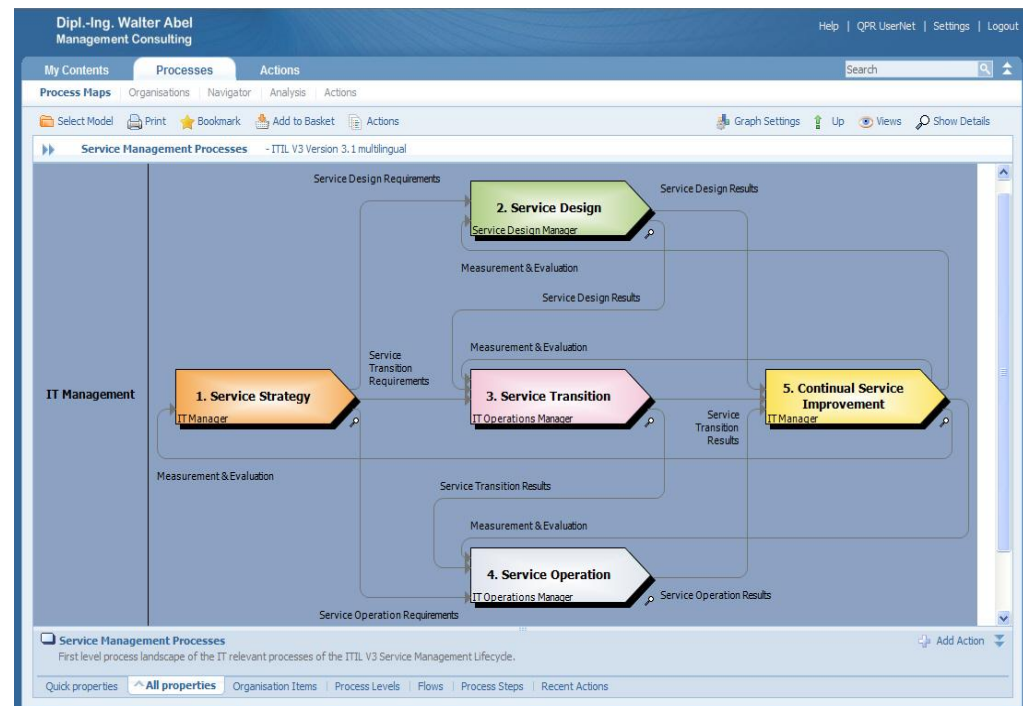 Dipl.-Ing. Walter Abel
Management Consulting
Help | QPR UserNet | Settings | Logout
My Contents Processes Actions Search
Process Maps Organisations Navigator Analysis Actions
Select Model Print Bookmark Add to Basket Actions Graph Settings Up Views Show Details
Service Management Processes - ITIL V3 Version 3.1 multilingual
Service Design Requirements
2. Service Design
Service Design Manager
Service Design Results
Measurement & Evaluation
Service Design Results
Measurement & Evaluation
Service
Transition
Requirements
IT Management
1. Service Strategy
IT Manager
3. Service Transition
IT Operations Manager
Service
Transition
Results
5. Continual Service
Improvement
IT Manager
Measurement & Evaluation
Service Transition Results
Measurement & Evaluation
4. Service Operation
IT Operations Manager
Service Operation Results
Service Operation Requirements
Service Management Processes Add Action
First level process landscape of the IT relevant processes of the ITIL V3 Service Management Lifecycle.
Quick properties All properties Organisation Items Process Levels Flows Process Steps Recent Actions